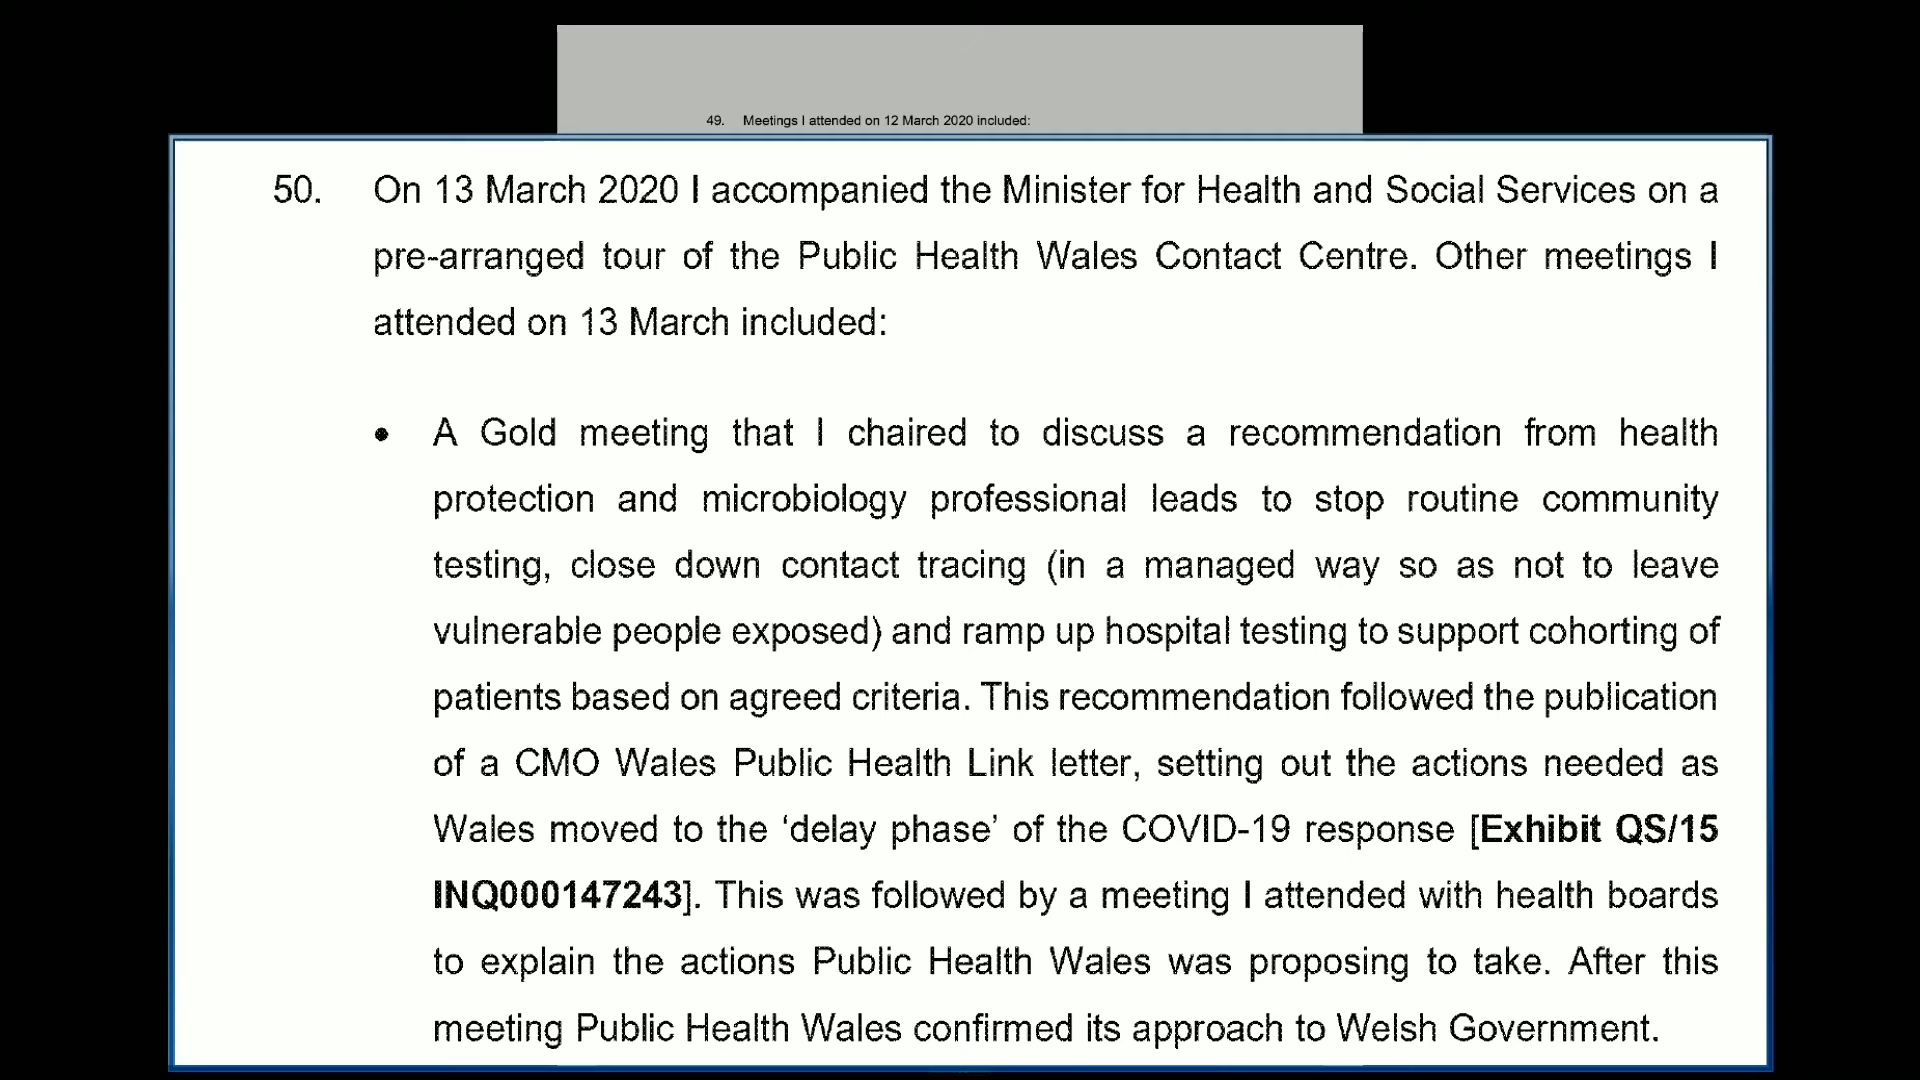 49. Meetings I attended on 12 March 2020 included:
50. On 13 March 2020 I accompanied the Minister for Health and Social Services on a
pre-arranged tour of the Public Health Wales Contact Centre. Other meetings I
attended on 13 March included:
• A Gold meeting that I chaired to discuss a recommendation from health
protection and microbiology professional leads to stop routine community
testing, close down contact tracing (in a managed way so as not to leave
vulnerable people exposed) and ramp up hospital testing to support cohorting of
patients based on agreed criteria. This recommendation followed the publication
of a CMO Wales Public Health Link letter, setting out the actions needed as
Wales moved to the ‘delay phase’ of the COVID-19 response [Exhibit QS/15
INQ000147243]. This was followed by a meeting I attended with health boards
to explain the actions Public Health Wales was proposing to take. After this
meeting Public Health Wales confirmed its approach to Welsh Government.